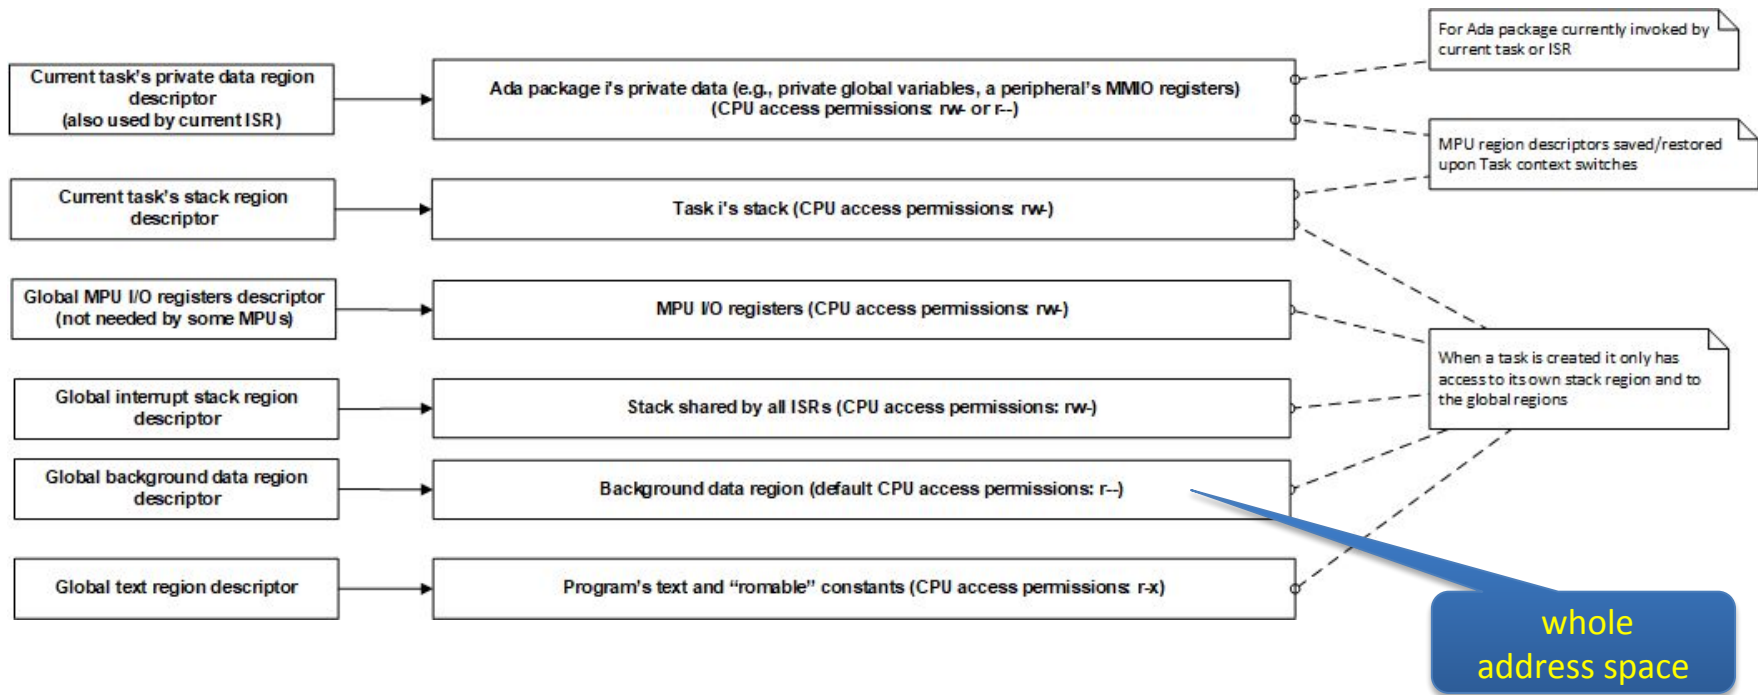 Current task's private data region
descriptor
(also used by current ISR)
Ada package i's private data (e.g., private global variables, a peripheral's MMIO registers)
(CPU access permissions: rw- or r--)
For Ada package currently invoked by
current task or ISR
MPU region descriptors saved/restored
upon Task context switches
Current task's stack region
descriptor
Task i's stack (CPU access permissions: rw-)
Global MPU I/O registers descriptor
(not needed by some MPUs)
MPU I/O registers (CPU access permissions: rw-)
When a task is created it only has
access to its own stack region and to
the global regions
Global interrupt stack region
descriptor
Stack shared by all ISRs (CPU access permissions: rw-)
Global background data region
descriptor
Background data region (default CPU access permissions: r--)
Global text region descriptor
Program's text and “romable” constants (CPU access permissions: r-x)
whole
address space